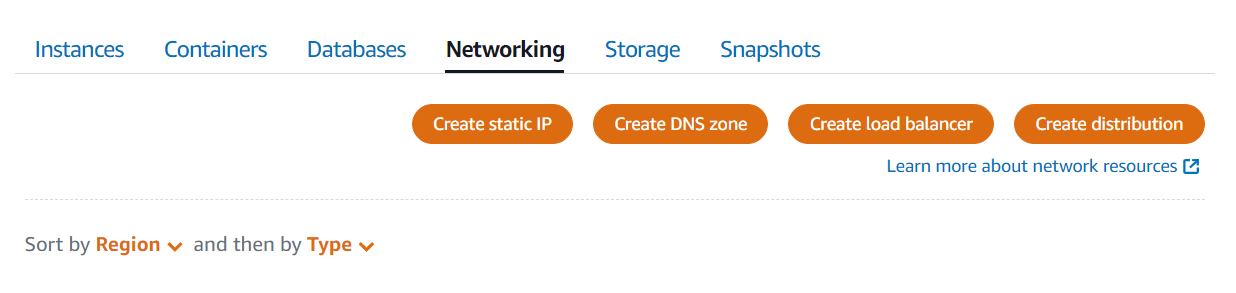 Instances Containers Databases Networking Storage Snapshots
Create static IP Create DNS zone Create load balancer Create distribution
Learn more about network resources
Sort by Region and then by Type